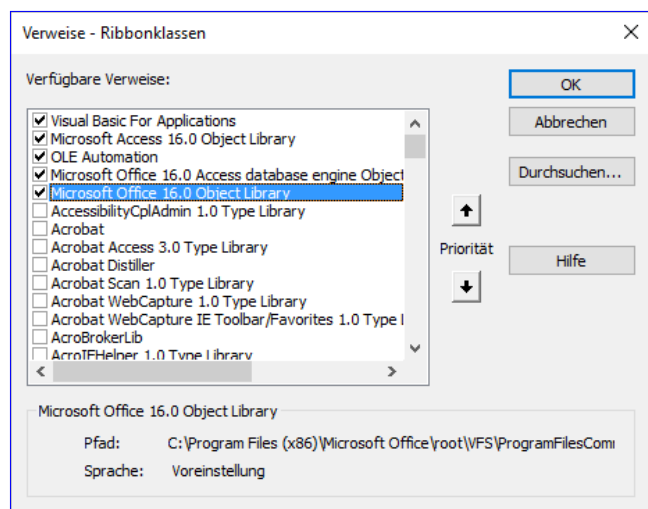 Verweise - Ribbonklassen
Verfügbare Verweise:
Visual Basic For Applications
Microsoft Access 16.0 Object Library
OLE Automation
Microsoft Office 16.0 Access database engine Object
Microsoft Office 16.0 Object Library
AccessibilityCplAdmin 1.0 Type Library
Acrobat
Acrobat Access 3.0 Type Library
Acrobat Distiller
Acrobat Scan 1.0 Type Library
Acrobat WebCapture 1.0 Type Library
Acrobat WebCapture IE Toolbar/Favorites 1.0 Type
AcroBrokerLib
AcroIEHelper 1.0 Type Library
Priorität
OK
Abbrechen
Durchsuchen...
Hilfe
Microsoft Office 16.0 Object Library
Pfad: C:\Program Files (x86)\Microsoft Office\root\VFS\ProgramFilesCom
Sprache: Voreinstellung